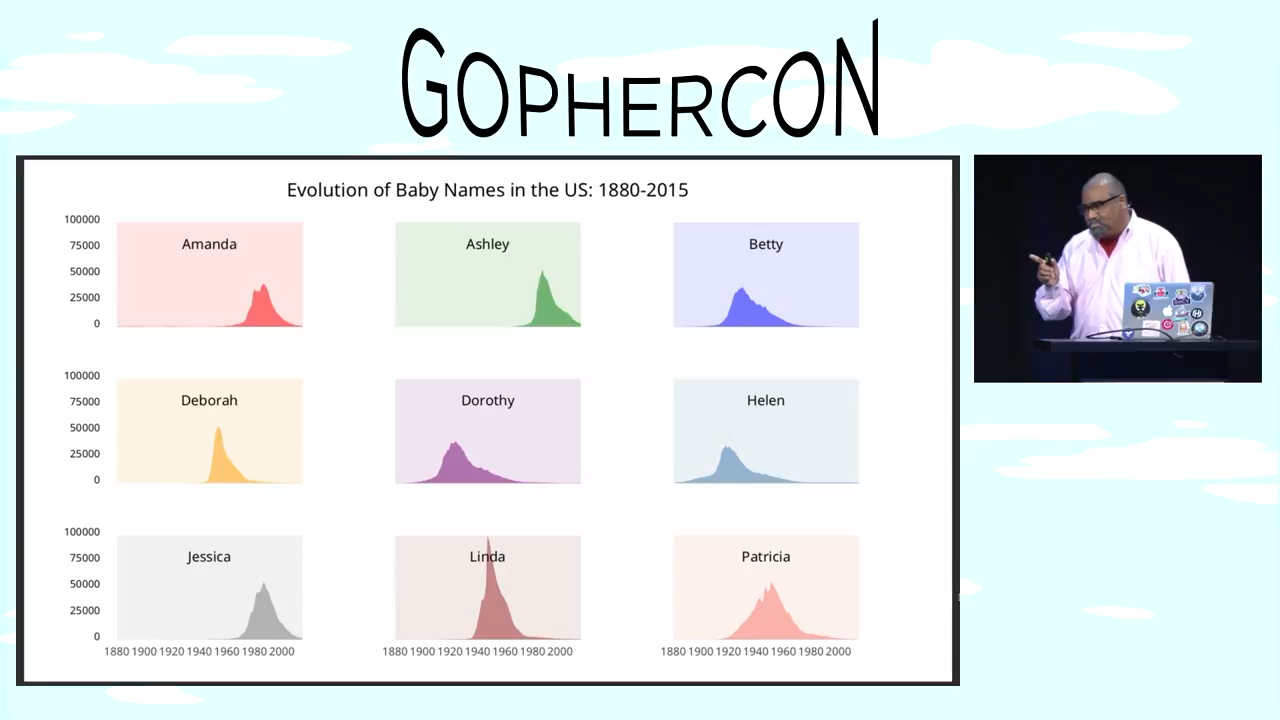 GOPHERCON
Evolution of Baby Names in the US: 1880-2015
100000
75000
50000
25000
0
Amanda
Ashley
Betty
100000
75000
50000
25000
0
Deborah
Dorothy
Helen
100000
75000
50000
25000
0
Jessica
Linda
Patricia
1880 1900 1920 1940 1960 1980 2000
1880 1900 1920 1940 1960 1980 2000
1880 1900 1920 1940 1960 1980 2000